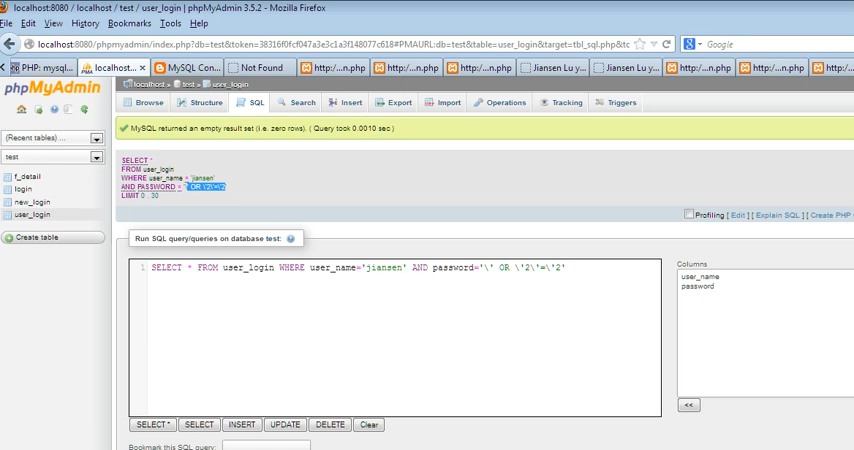 localhost:8080 / localhost / test / user_login | phpMyAdmin 3.5.2 - Mozilla Firefox
File Edit View History Bookmarks Tools Help
localhost:8080/phpmyadmin/index.php?db=test&token=38316f0fcf047a3e3c1a3f148077c618#PMAURL:db=test&table=user_login&target=tbl_sql.php&tc
Google
PHP: mysql... localhost:... MySQL Con... Not Found http:/...n.php http:/...n.php http:/...n.php Jiansen Lu y... Jiansen Lu y... http:/...n.php http:/...n.php http:/
phpMyAdmin
localhost » test » user_login
Browse Structure SQL Search Insert Export Import Operations Tracking Triggers
MySQL returned an empty result set (i.e. zero rows). ( Query took 0.0010 sec )
(Recent tables) ...
test
f_detail
login
new_login
user_login
Create table
SELECT *
FROM user_login
WHERE user_name = 'jiansen'
AND PASSWORD = '\' OR \'2\'=\'2'
LIMIT 0 , 30
Profiling [ Edit ] [ Explain SQL ] [ Create PHP
Run SQL query/queries on database test:
1 SELECT * FROM user_login WHERE user_name='jiansen' AND password='\' OR \'2\'=\'2'
Columns
user_name
password
<<
SELECT * SELECT INSERT UPDATE DELETE Clear
Bookmark this SQL query: